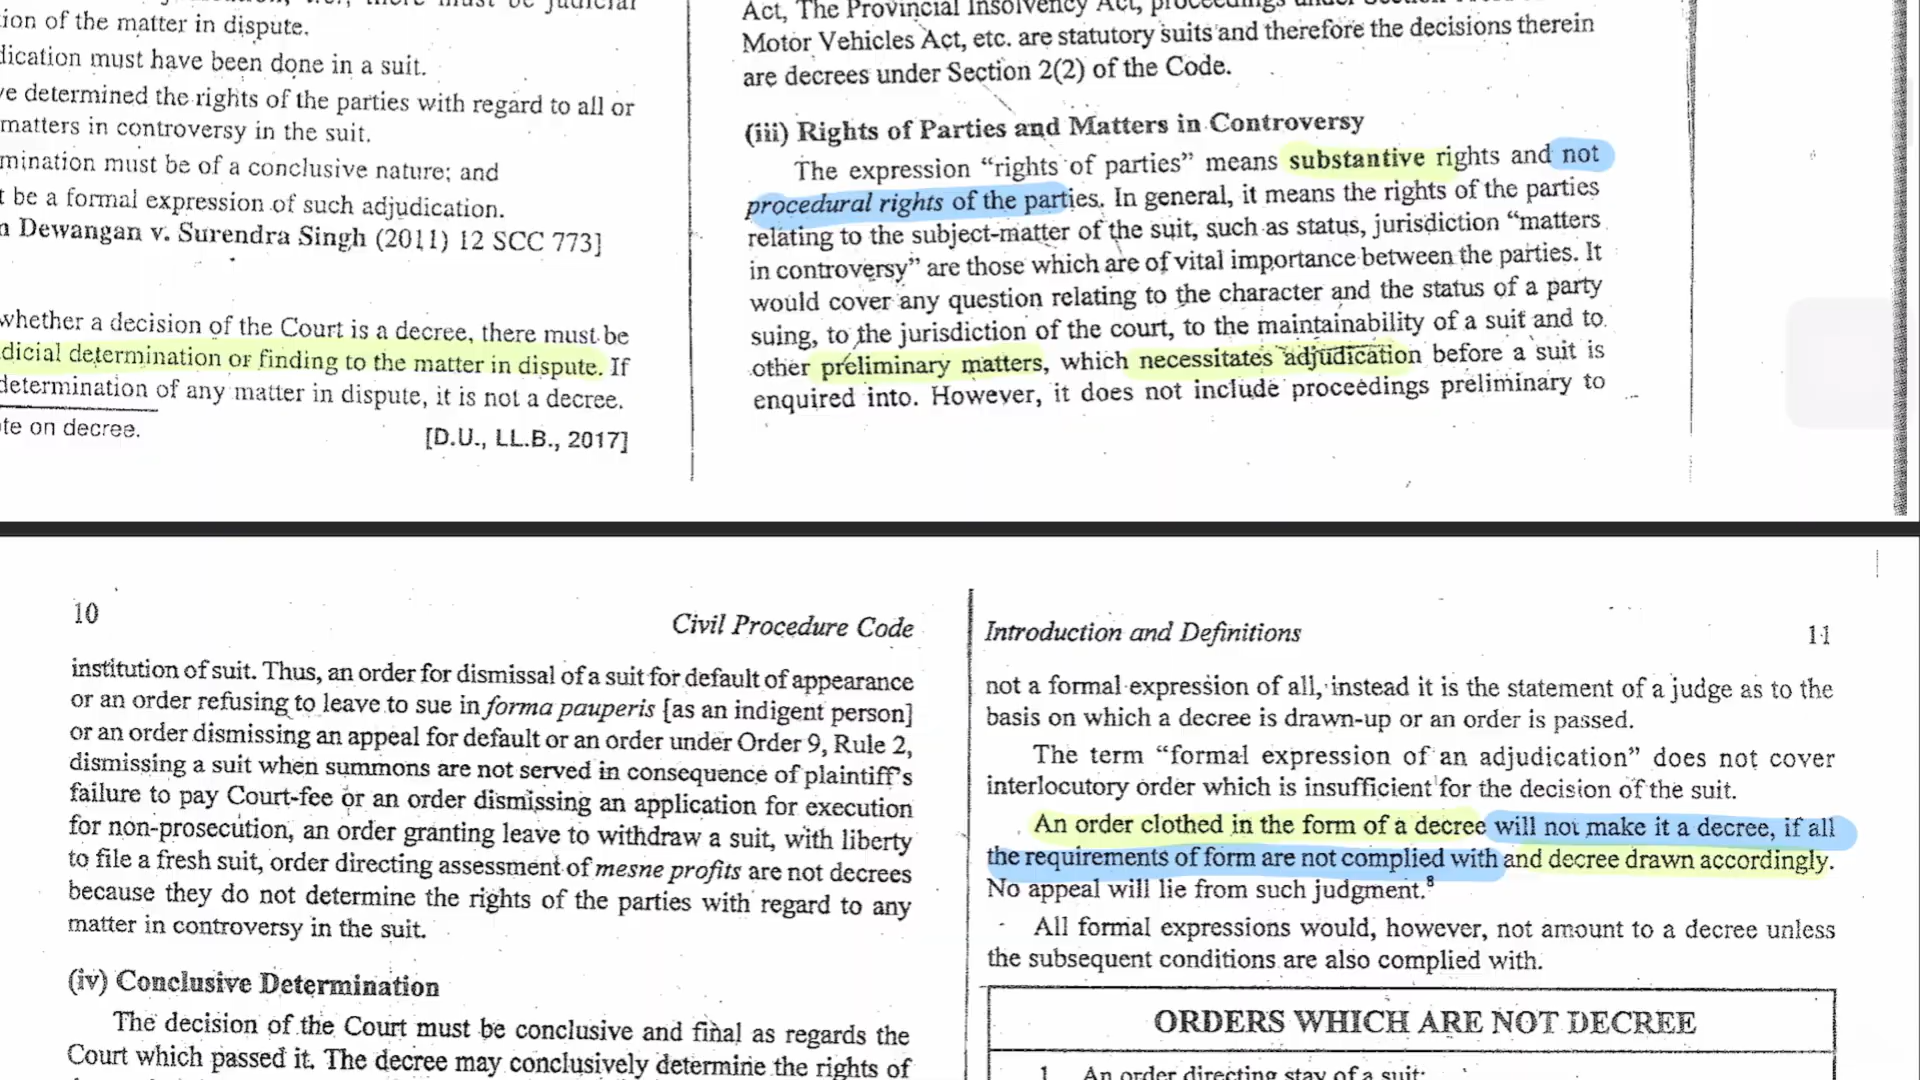 ion of the matter in dispute.
dication must have been done in a suit.
e determined the rights of the parties with regard to all or
matters in controversy in the suit.
mination must be of a conclusive nature; and
t be a formal expression of such adjudication.
n Dewangan v. Surendra Singh (2011) 12 SCC 773]
whether a decision of the Court is a decree, there must be
dicial determination or finding to the matter in dispute. If
determination of any matter in dispute, it is not a decree.
te on decree. [D.U., LL.B., 2017]
Act, The Provincial Insolvency Act, proceedings under
Motor Vehicles Act, etc. are statutory suits and therefore the decisions therein
are decrees under Section 2(2) of the Code.
(iii) Rights of Parties and Matters in Controversy
The expression “rights of parties” means substantive rights and not
procedural rights of the parties. In general, it means the rights of the parties
relating to the subject-matter of the suit, such as status, jurisdiction “matters
in controversy” are those which are of vital importance between the parties. It
would cover any question relating to the character and the status of a party
suing, to the jurisdiction of the court, to the maintainability of a suit and to
other preliminary matters, which necessitates adjudication before a suit is
enquired into. However, it does not include proceedings preliminary to
10 Civil Procedure Code
institution of suit. Thus, an order for dismissal of a suit for default of appearance
or an order refusing to leave to sue in forma pauperis [as an indigent person]
or an order dismissing an appeal for default or an order under Order 9, Rule 2,
dismissing a suit when summons are not served in consequence of plaintiff's
failure to pay Court-fee or an order dismissing an application for execution
for non-prosecution, an order granting leave to withdraw a suit, with liberty
to file a fresh suit, order directing assessment of mesne profits are not decrees
because they do not determine the rights of the parties with regard to any
matter in controversy in the suit.
(iv) Conclusive Determination
The decision of the Court must be conclusive and final as regards the
Court which passed it. The decree may conclusively determine the rights of
Introduction and Definitions 11
not a formal expression of all, instead it is the statement of a judge as to the
basis on which a decree is drawn-up or an order is passed.
The term “formal expression of an adjudication” does not cover
interlocutory order which is insufficient for the decision of the suit.
An order clothed in the form of a decree will not make it a decree, if all
the requirements of form are not complied with and decree drawn accordingly.
No appeal will lie from such judgment.8
All formal expressions would, however, not amount to a decree unless
the subsequent conditions are also complied with.
ORDERS WHICH ARE NOT DECREE
1. An order directing stay of a suit;